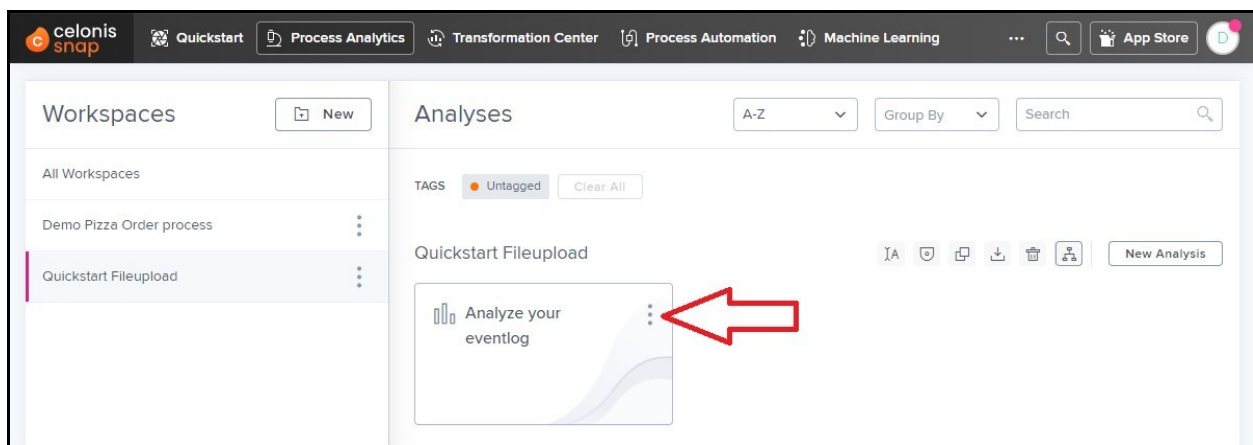 celonis
snap
Quickstart
Process Analytics
Transformation Center
Process Automation
Machine Learning
...
App Store
D
Workspaces
New
Analyses
A-Z
Group By
Search
All Workspaces
TAGS
Untagged
Clear All
Demo Pizza Order process
Quickstart Fileupload
Quickstart Fileupload
New Analysis
Analyze your
eventlog